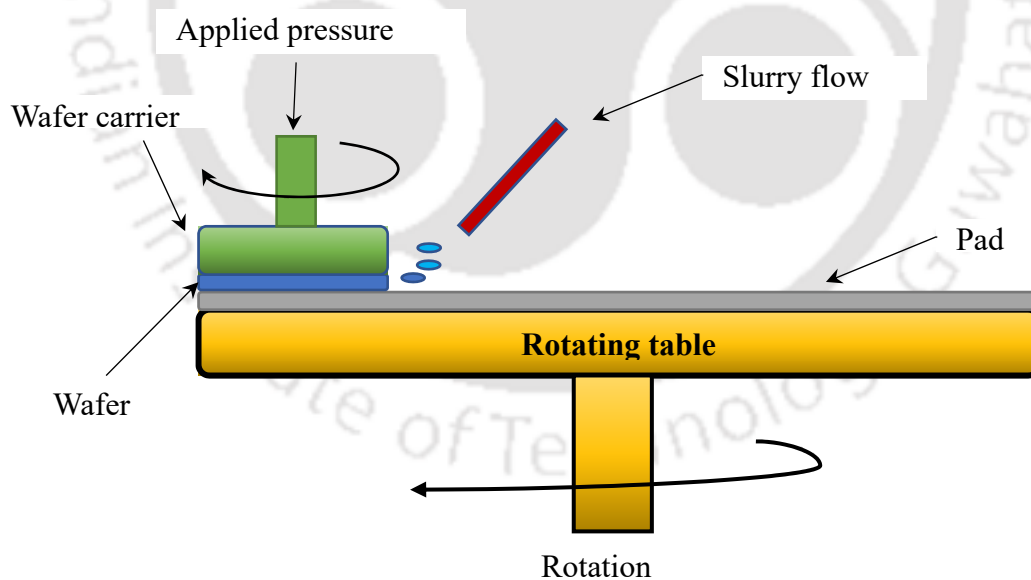 Applied pressure
Slurry flow
Wafer carrier
Pad
Rotating table
Wafer
Rotation